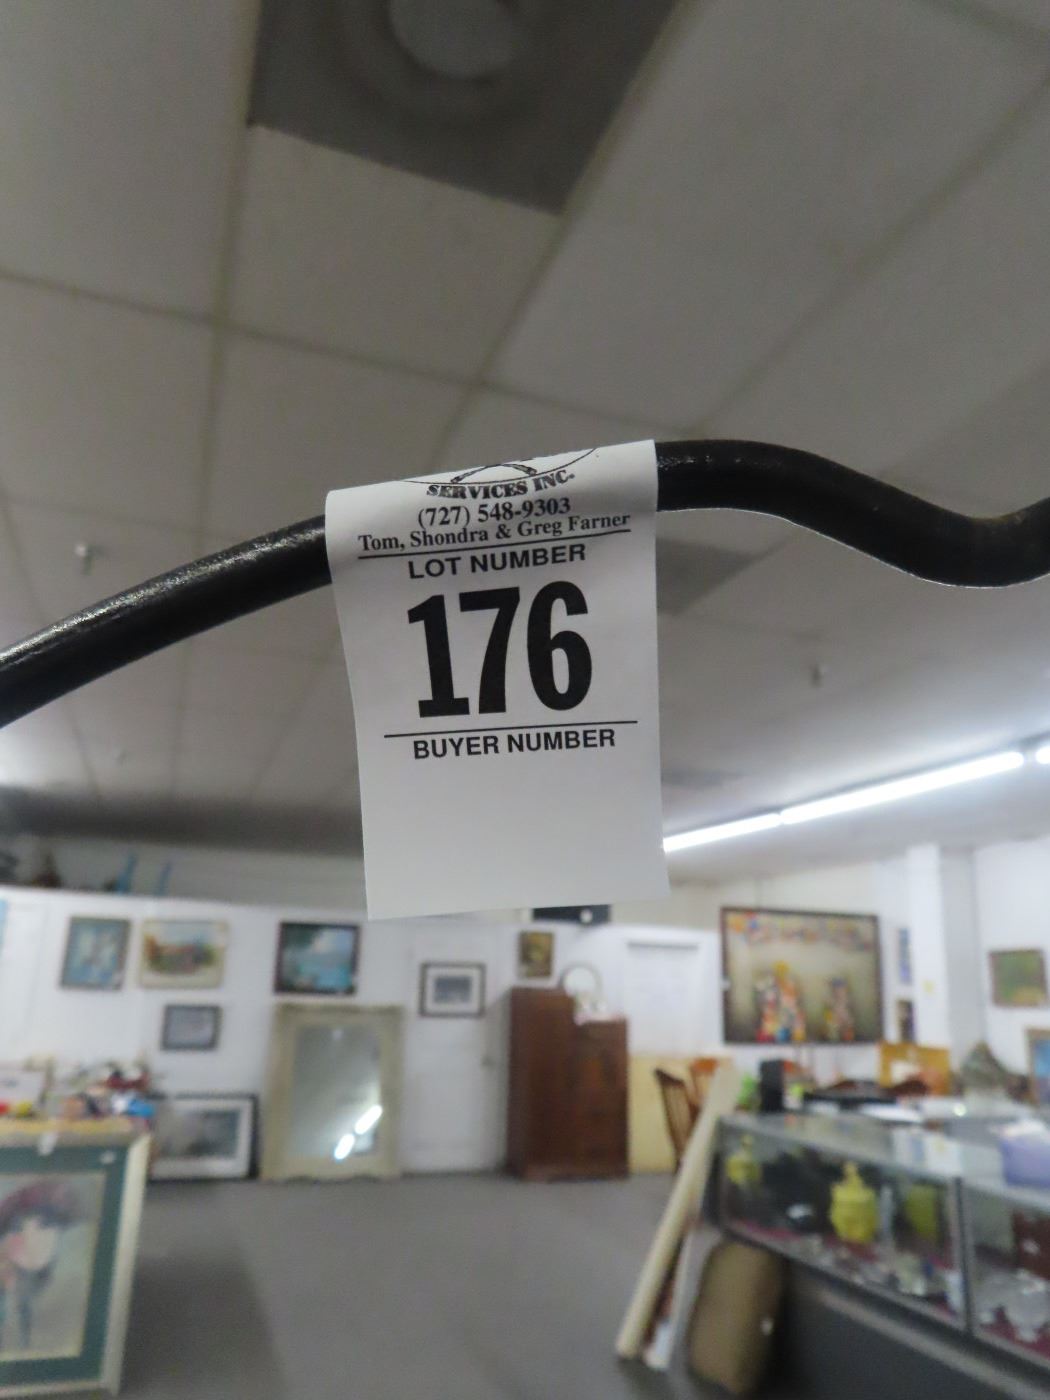 SERVICES INC.
(727) 548-9303
Tom, Shondra & Greg Farner
LOT NUMBER
176
BUYER NUMBER